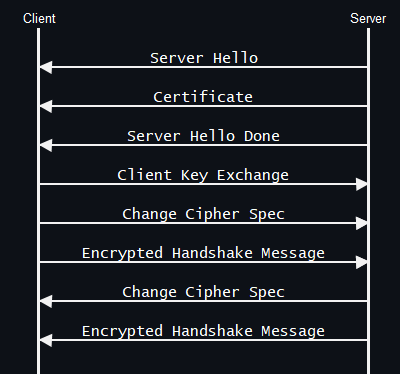 Client Server
Server Hello
Certificate
Server Hello Done
Client Key Exchange
Change Cipher Spec
Encrypted Handshake Message
Change Cipher Spec
Encrypted Handshake Message